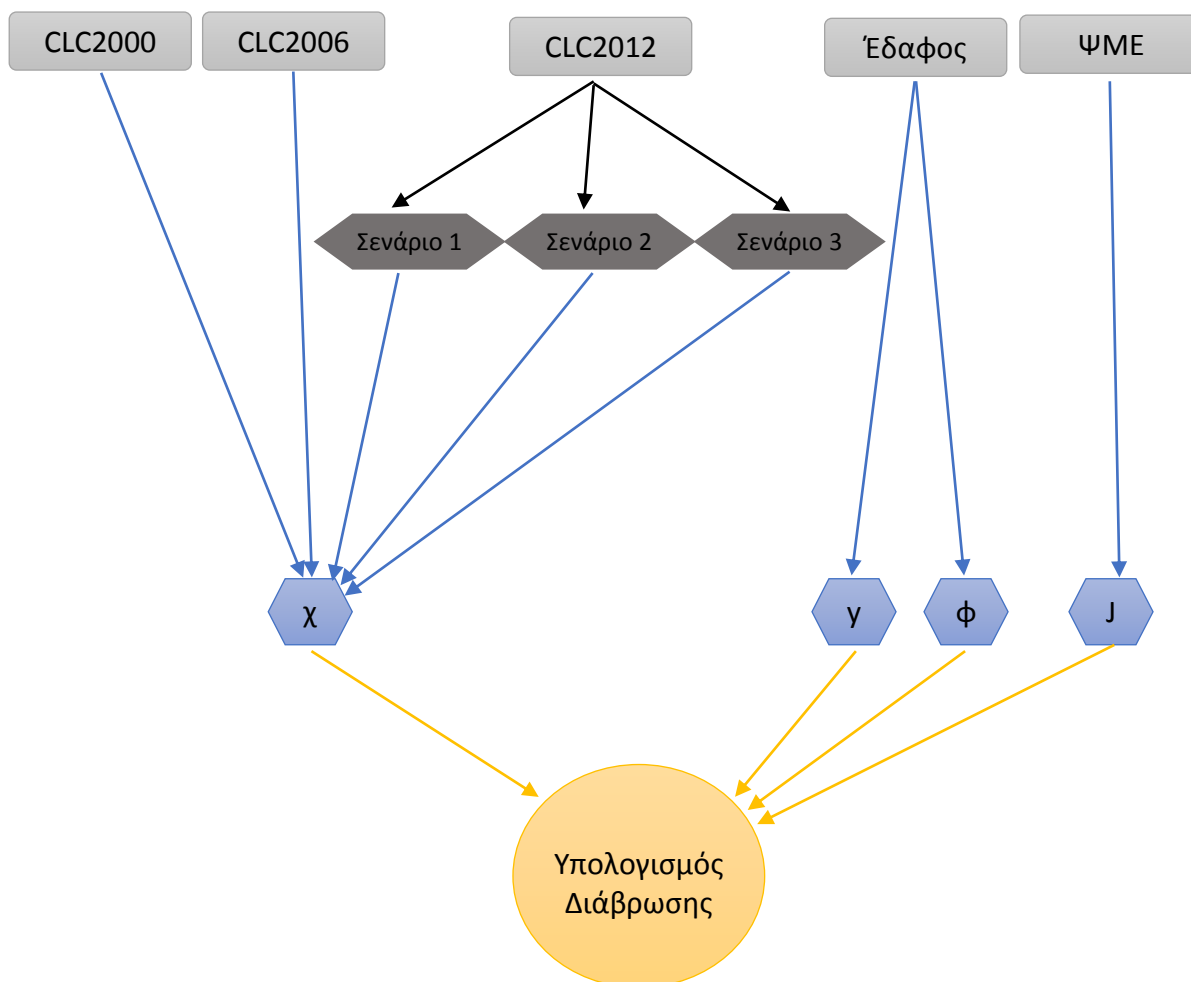 CLC2000
CLC2006
CLC2012
Έδαφος
ΨΜΕ
Σενάριο 1
Σενάριο 2
Σενάριο 3
χ
y
φ
J
Υπολογισμός
Διάβρωσης